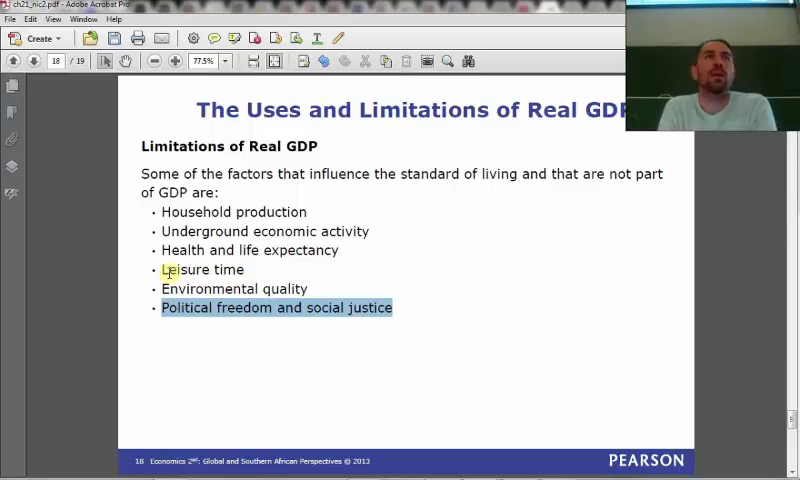 ch21_nic2.pdf - Adobe Acrobat Pro
File Edit View Window Help
Create
18 / 19 77.5%
The Uses and Limitations of Real GDP
Limitations of Real GDP
Some of the factors that influence the standard of living and that are not part
of GDP are:
• Household production
• Underground economic activity
• Health and life expectancy
• Leisure time
• Environmental quality
• Political freedom and social justice
18 Economics 2nd: Global and Southern African Perspectives © 2013
PEARSON